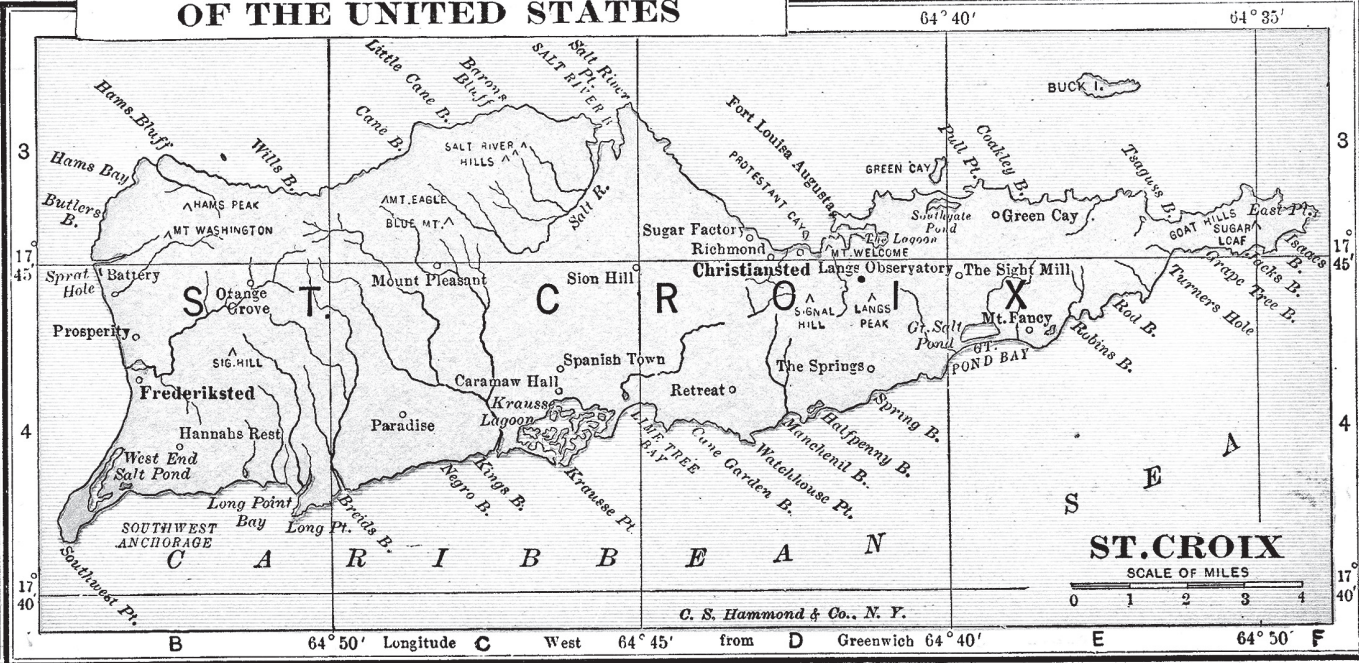 OF THE UNITED STATES
64° 40'
64° 35'
3
3
4
4
17°
45'
17°
45'
17°
40'
17°
40'
Hams Bluff
Hams Bay
Butlers
B.
Wills B.
Cane B.
Little Cane B.
Barons
Bluff
SALT RIVER
Salt River
Pt.
SALT RIVER
HILLS
Salt R.
HAMS PEAK
MT WASHINGTON
MT. EAGLE
BLUE MT.
Fort Louisa Augusta
PROTESTANT CAY
GREEN CAY
Pull Pt.
Coakley B.
BUCK I.
Tsaguss B.
Southgate
Pond
Green Cay
GOAT HILLS
SUGAR
LOAF
East Pt.
Isaacs
B.
Jacks B.
Grape Tree B.
Turners Hole
Rod B.
Robins B.
Sugar Factory
Richmond
The Lagoon
MT. WELCOME
Christiansted
Langs Observatory
The Sight Mill
Sprat
Hole
Battery
Orange
Grove
Mount Pleasant
Sion Hill
ST. CROIX
SIGNAL
HILL
LANGS
PEAK
Mt. Fancy
Gt. Salt
Pond
GT.
POND BAY
Prosperity
SIG. HILL
Spanish Town
Caramaw Hall
The Springs
Retreat
Frederiksted
Krausse
Lagoon
Paradise
Hannahs Rest
West End
Salt Pond
LIME TREE
BAY
Cane Garden
B.
Watchhouse Pt.
Manchenil B.
Halfpenny B.
Spring B.
Long Point
Bay
Long Pt.
Breids B.
Negro B.
Kings B.
Krausse Pt.
SOUTHWEST
ANCHORAGE
Southwest Pt.
CARIBBEAN SEA
ST. CROIX
SCALE OF MILES
0 1 2 3 4
C. S. Hammond & Co., N. Y.
B 64° 50' Longitude C West 64° 45' from D Greenwich 64° 40' E 64° 50' F